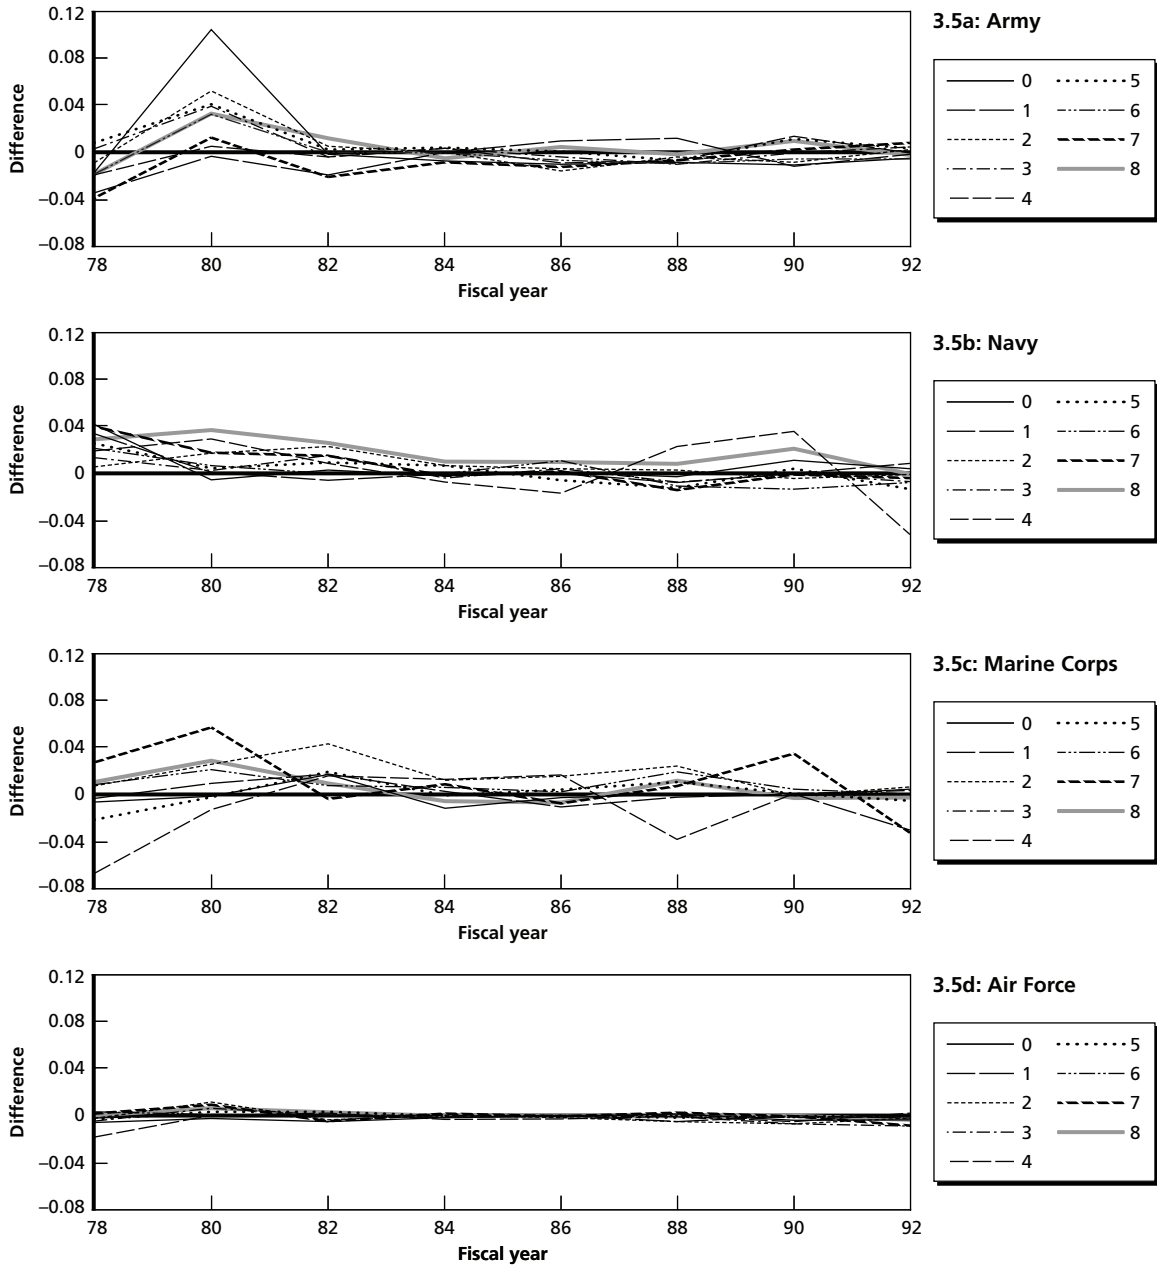 3.5a: Army
Difference
0.12
0.08
0.04
0
–0.04
–0.08
78 80 82 84 86 88 90 92
Fiscal year
0 5
1 6
2 7
3 8
4
3.5b: Navy
Difference
0.12
0.08
0.04
0
–0.04
–0.08
78 80 82 84 86 88 90 92
Fiscal year
0 5
1 6
2 7
3 8
4
3.5c: Marine Corps
Difference
0.12
0.08
0.04
0
–0.04
–0.08
78 80 82 84 86 88 90 92
Fiscal year
0 5
1 6
2 7
3 8
4
3.5d: Air Force
Difference
0.12
0.08
0.04
0
–0.04
–0.08
78 80 82 84 86 88 90 92
Fiscal year
0 5
1 6
2 7
3 8
4